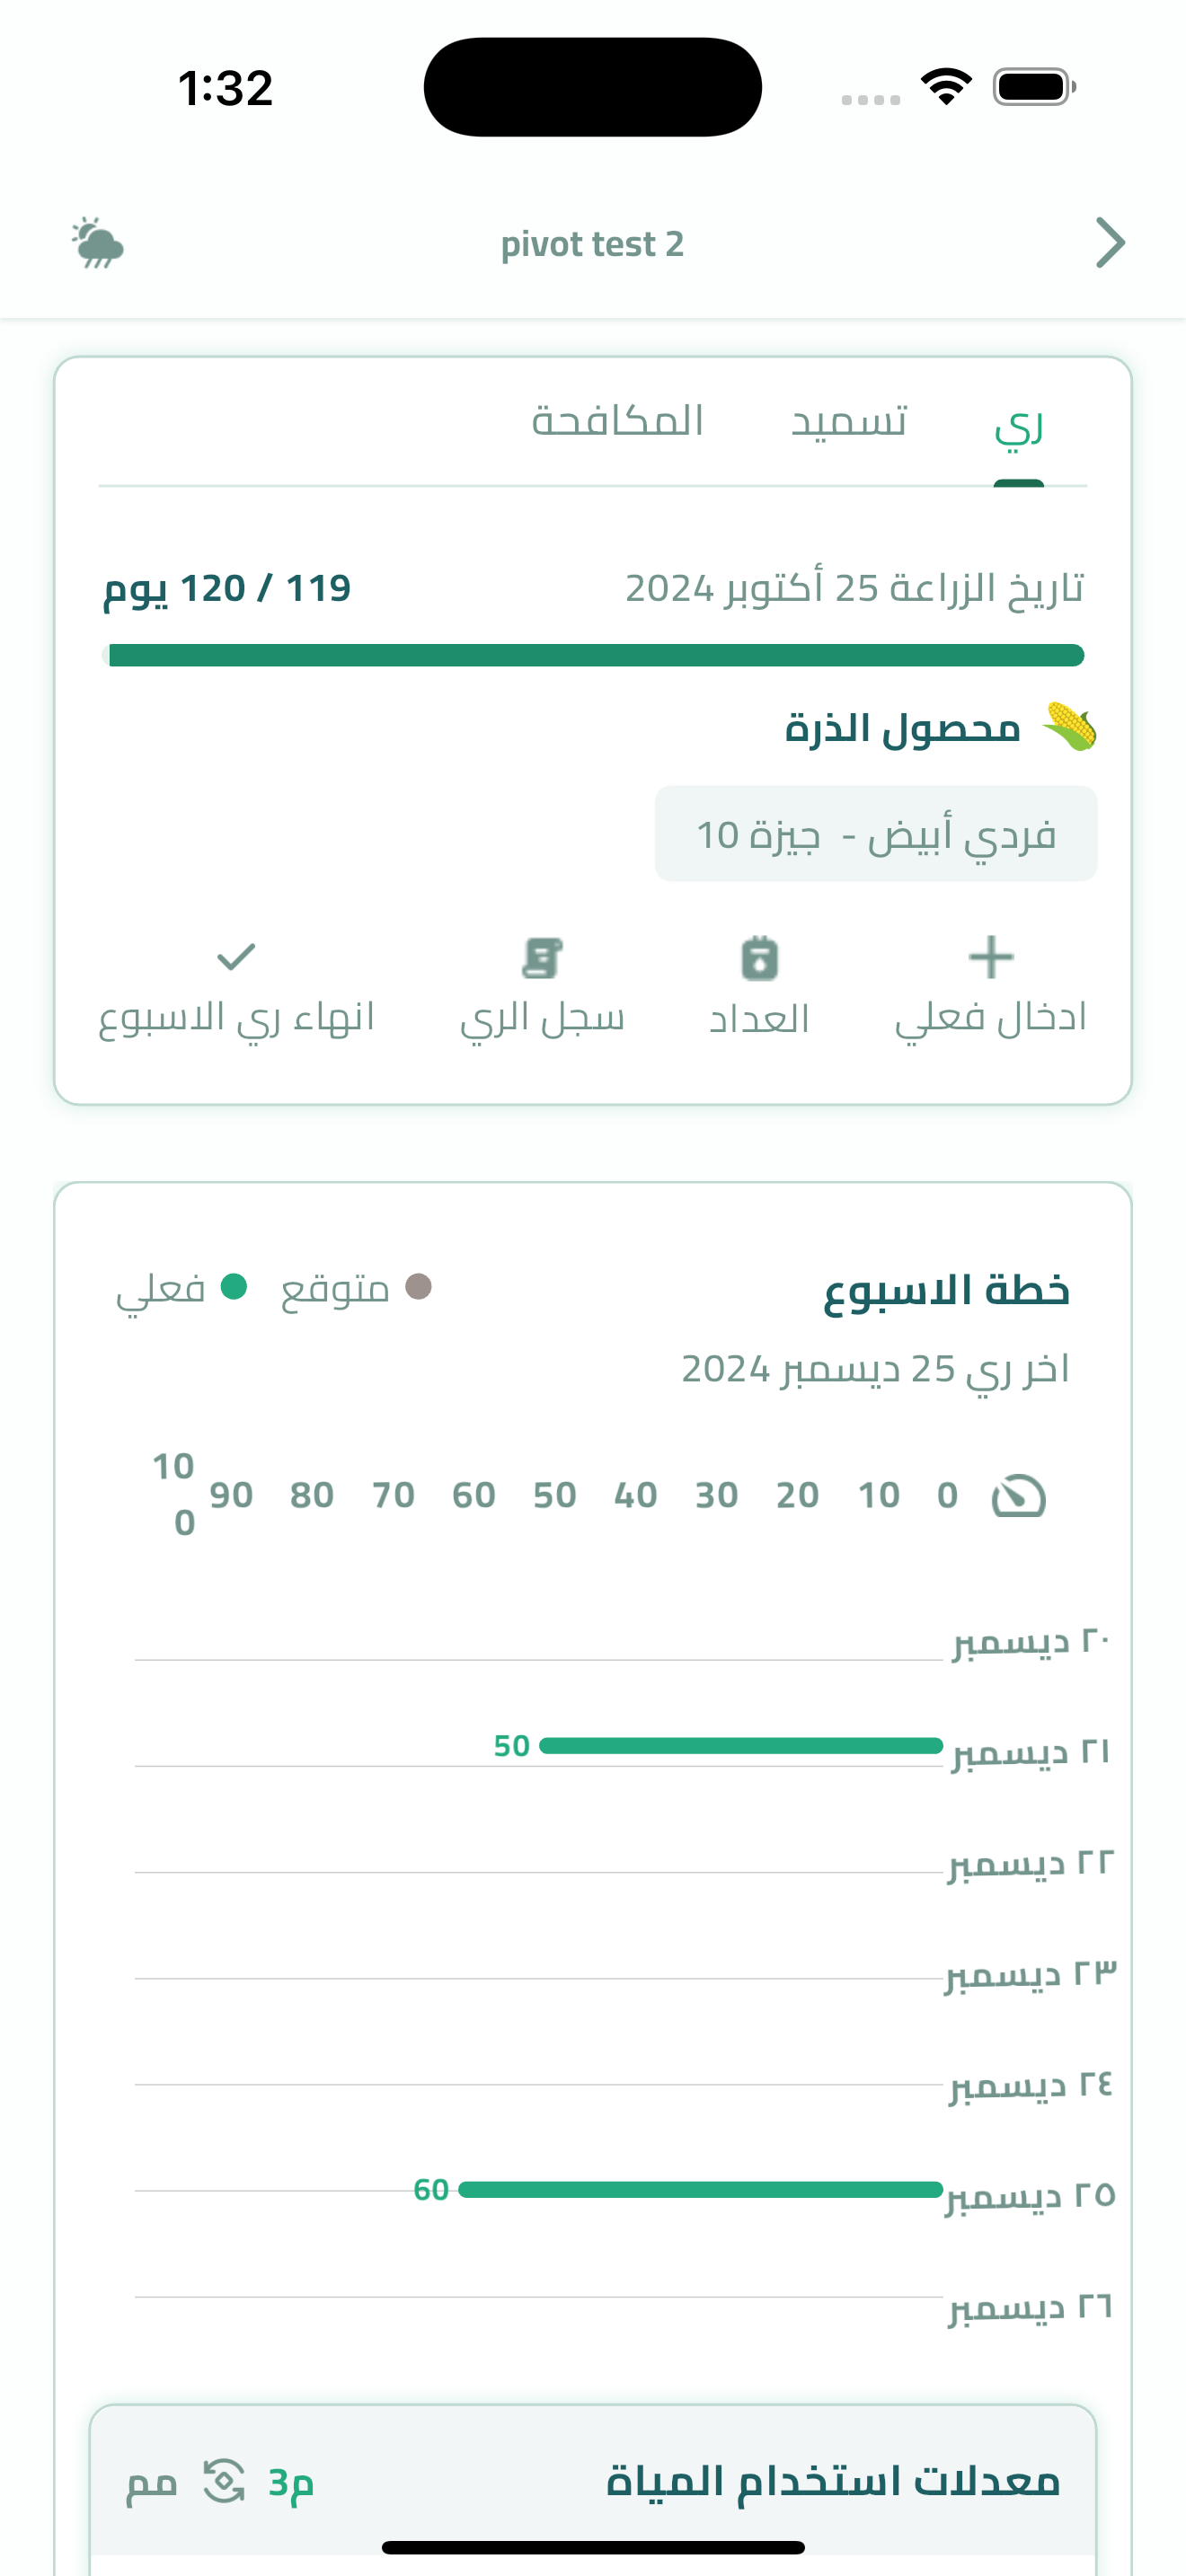 1:32
pivot test 2
ري تسميد المكافحة
تاريخ الزراعة 25 أكتوبر 2024
119 / 120 يوم
محصول الذرة
فردي أبيض - جيزة 10
ادخال فعلي العداد سجل الري انهاء ري الاسبوع
خطة الاسبوع
متوقع فعلي
اخر ري 25 ديسمبر 2024
0 10 20 30 40 50 60 70 80 90 100
٢٠ ديسمبر
٢١ ديسمبر 50
٢٢ ديسمبر
٢٣ ديسمبر
٢٤ ديسمبر
٢٥ ديسمبر 60
٢٦ ديسمبر
معدلات استخدام المياة
م3 مم